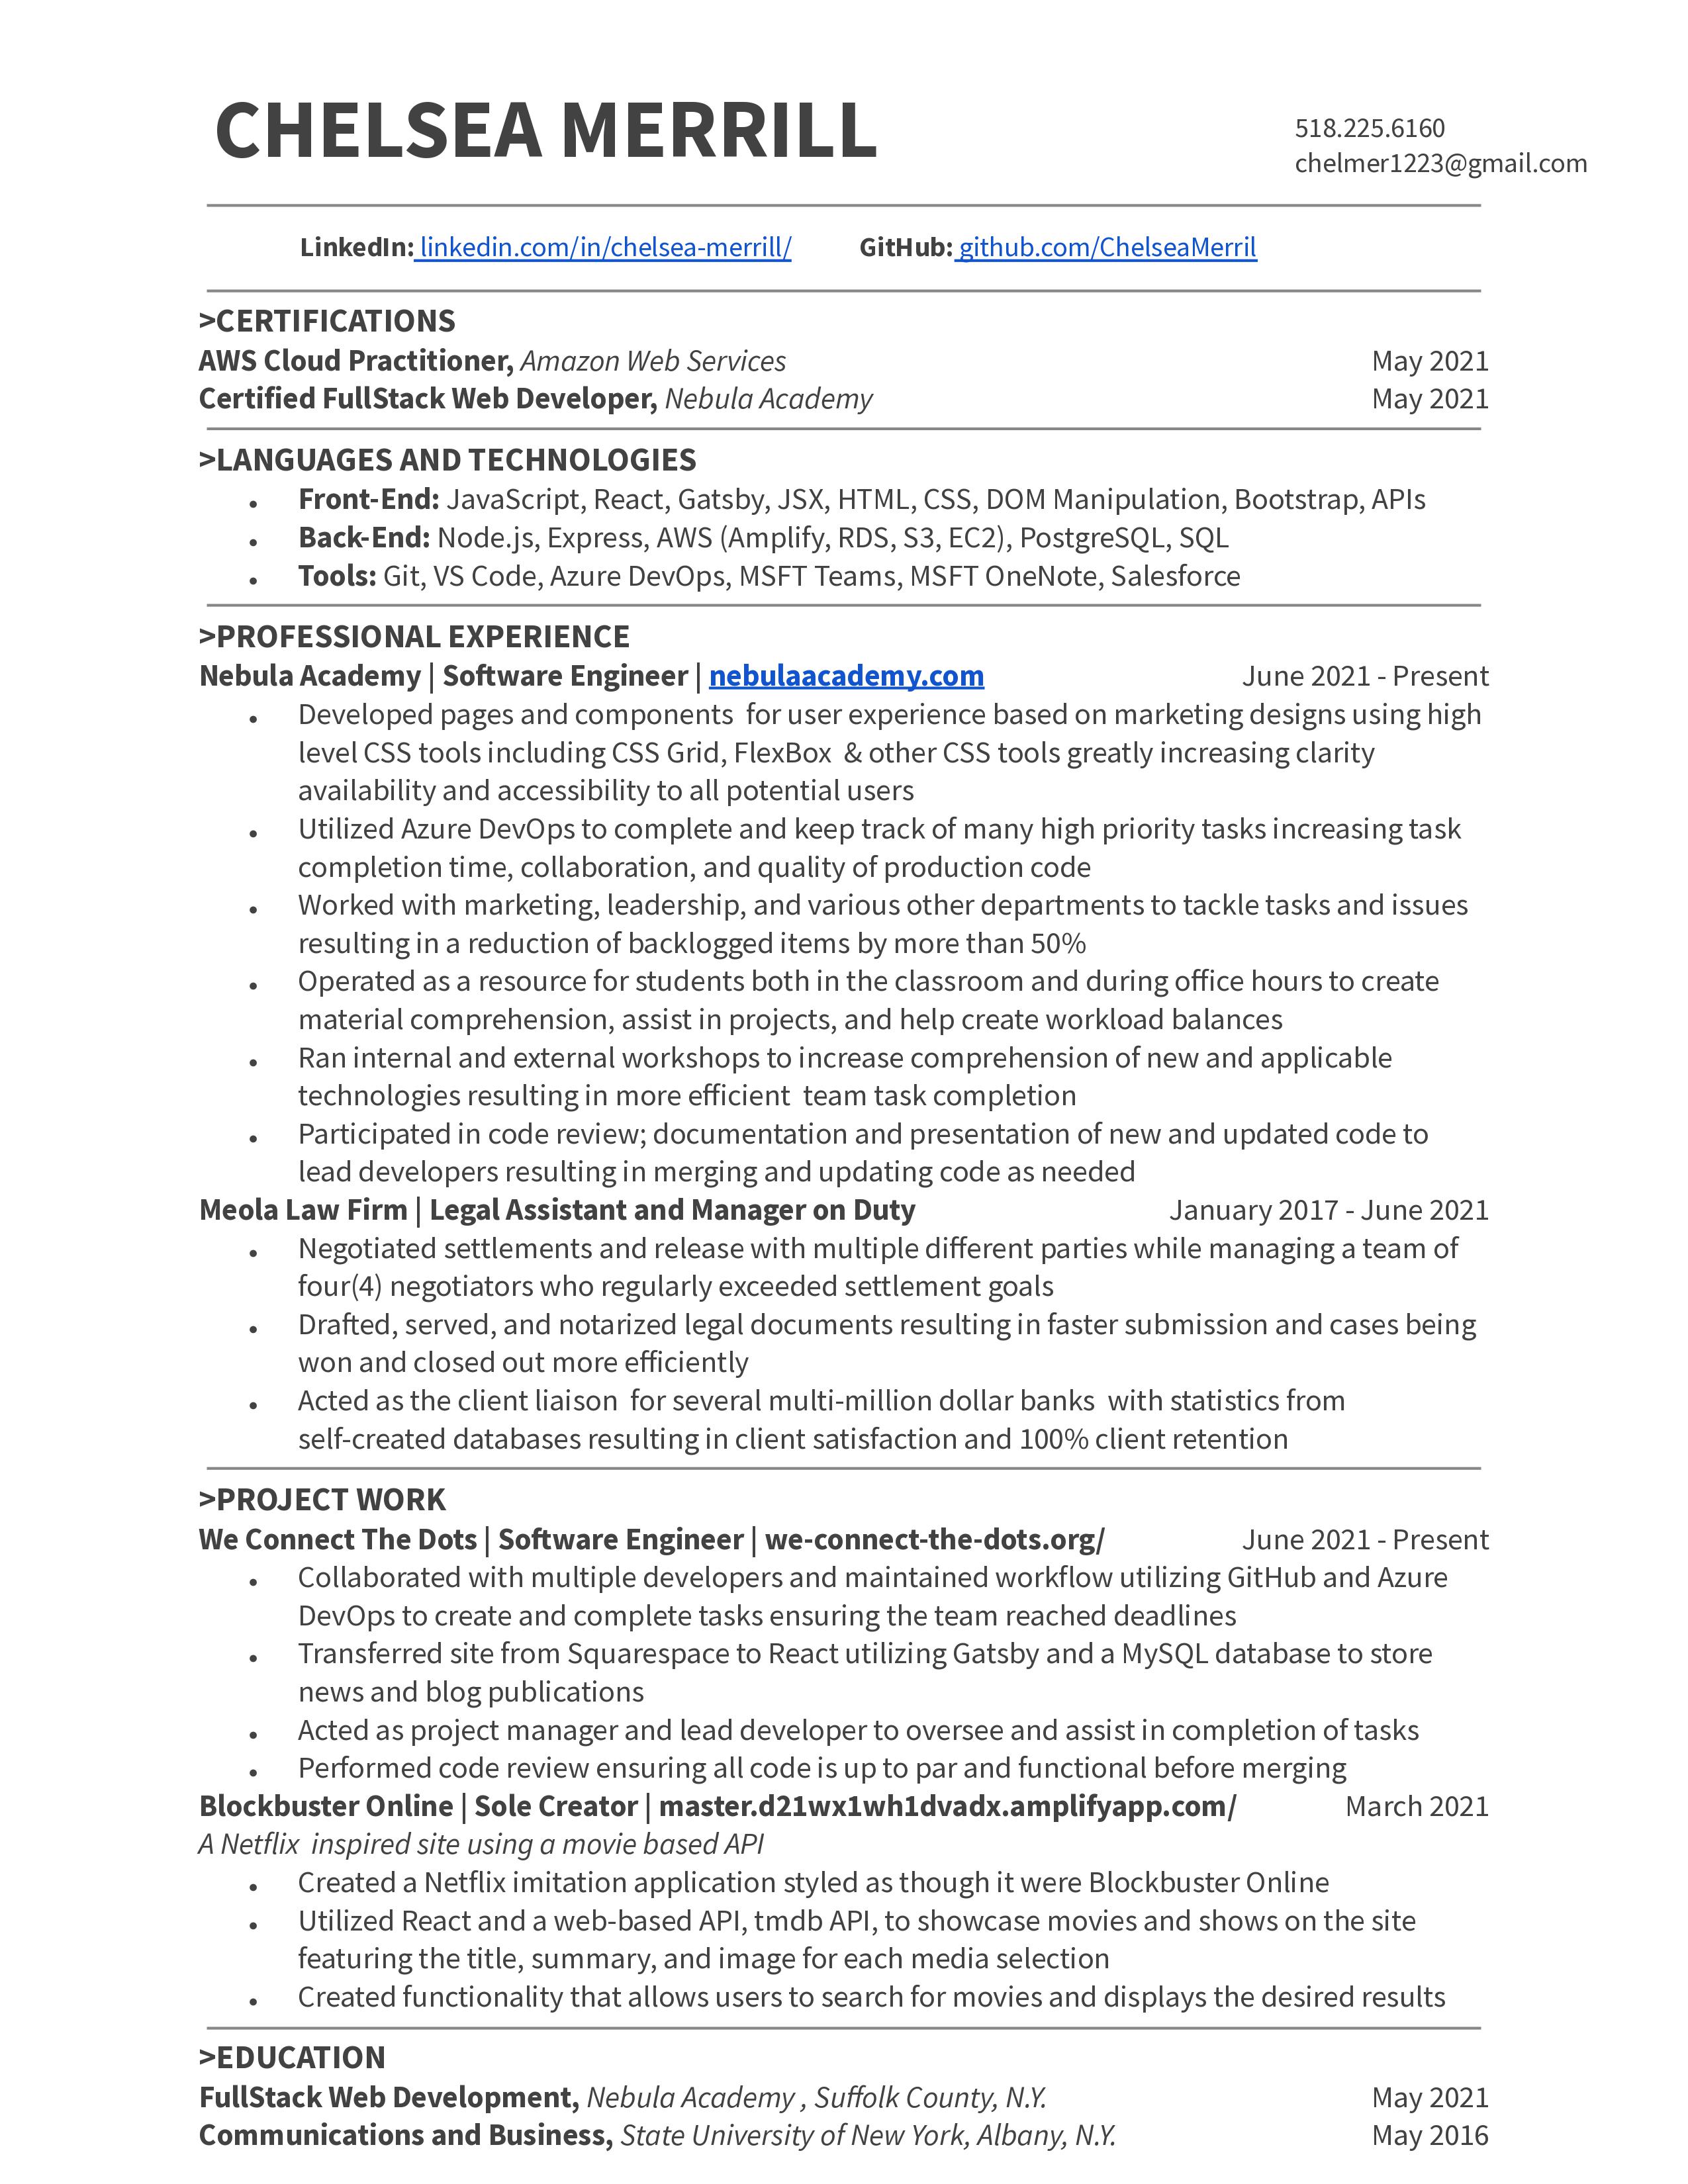 CHELSEA MERRILL
518.225.6160
chelmer1223@gmail.com
LinkedIn: linkedin.com/in/chelsea-merrill/ GitHub: github.com/ChelseaMerril
>CERTIFICATIONS
AWS Cloud Practitioner, Amazon Web Services May 2021
Certified FullStack Web Developer, Nebula Academy May 2021
>LANGUAGES AND TECHNOLOGIES
• Front-End: JavaScript, React, Gatsby, JSX, HTML, CSS, DOM Manipulation, Bootstrap, APIs
• Back-End: Node.js, Express, AWS (Amplify, RDS, S3, EC2), PostgreSQL, SQL
• Tools: Git, VS Code, Azure DevOps, MSFT Teams, MSFT OneNote, Salesforce
>PROFESSIONAL EXPERIENCE
Nebula Academy | Software Engineer | nebulaacademy.com June 2021 - Present
• Developed pages and components for user experience based on marketing designs using high
level CSS tools including CSS Grid, FlexBox & other CSS tools greatly increasing clarity
availability and accessibility to all potential users
• Utilized Azure DevOps to complete and keep track of many high priority tasks increasing task
completion time, collaboration, and quality of production code
• Worked with marketing, leadership, and various other departments to tackle tasks and issues
resulting in a reduction of backlogged items by more than 50%
• Operated as a resource for students both in the classroom and during office hours to create
material comprehension, assist in projects, and help create workload balances
• Ran internal and external workshops to increase comprehension of new and applicable
technologies resulting in more efficient team task completion
• Participated in code review; documentation and presentation of new and updated code to
lead developers resulting in merging and updating code as needed
Meola Law Firm | Legal Assistant and Manager on Duty January 2017 - June 2021
• Negotiated settlements and release with multiple different parties while managing a team of
four(4) negotiators who regularly exceeded settlement goals
• Drafted, served, and notarized legal documents resulting in faster submission and cases being
won and closed out more efficiently
• Acted as the client liaison for several multi-million dollar banks with statistics from
self-created databases resulting in client satisfaction and 100% client retention
>PROJECT WORK
We Connect The Dots | Software Engineer | we-connect-the-dots.org/ June 2021 - Present
• Collaborated with multiple developers and maintained workflow utilizing GitHub and Azure
DevOps to create and complete tasks ensuring the team reached deadlines
• Transferred site from Squarespace to React utilizing Gatsby and a MySQL database to store
news and blog publications
• Acted as project manager and lead developer to oversee and assist in completion of tasks
• Performed code review ensuring all code is up to par and functional before merging
Blockbuster Online | Sole Creator | master.d21wx1wh1dvadx.amplifyapp.com/ March 2021
A Netflix inspired site using a movie based API
• Created a Netflix imitation application styled as though it were Blockbuster Online
• Utilized React and a web-based API, tmdb API, to showcase movies and shows on the site
featuring the title, summary, and image for each media selection
• Created functionality that allows users to search for movies and displays the desired results
>EDUCATION
FullStack Web Development, Nebula Academy , Suffolk County, N.Y. May 2021
Communications and Business, State University of New York, Albany, N.Y. May 2016